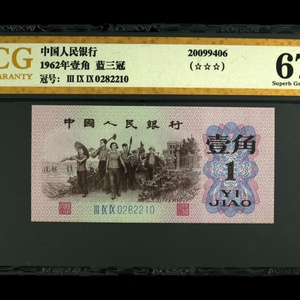 CG
ARANTY
中国人民银行
1962年壹角 蓝三冠
冠号: III IX IX 0282210
20099406
(☆☆☆)
67
Superb Ge
中国人民银行
壹角
1
YI
JIAO
III IX IX 0282210